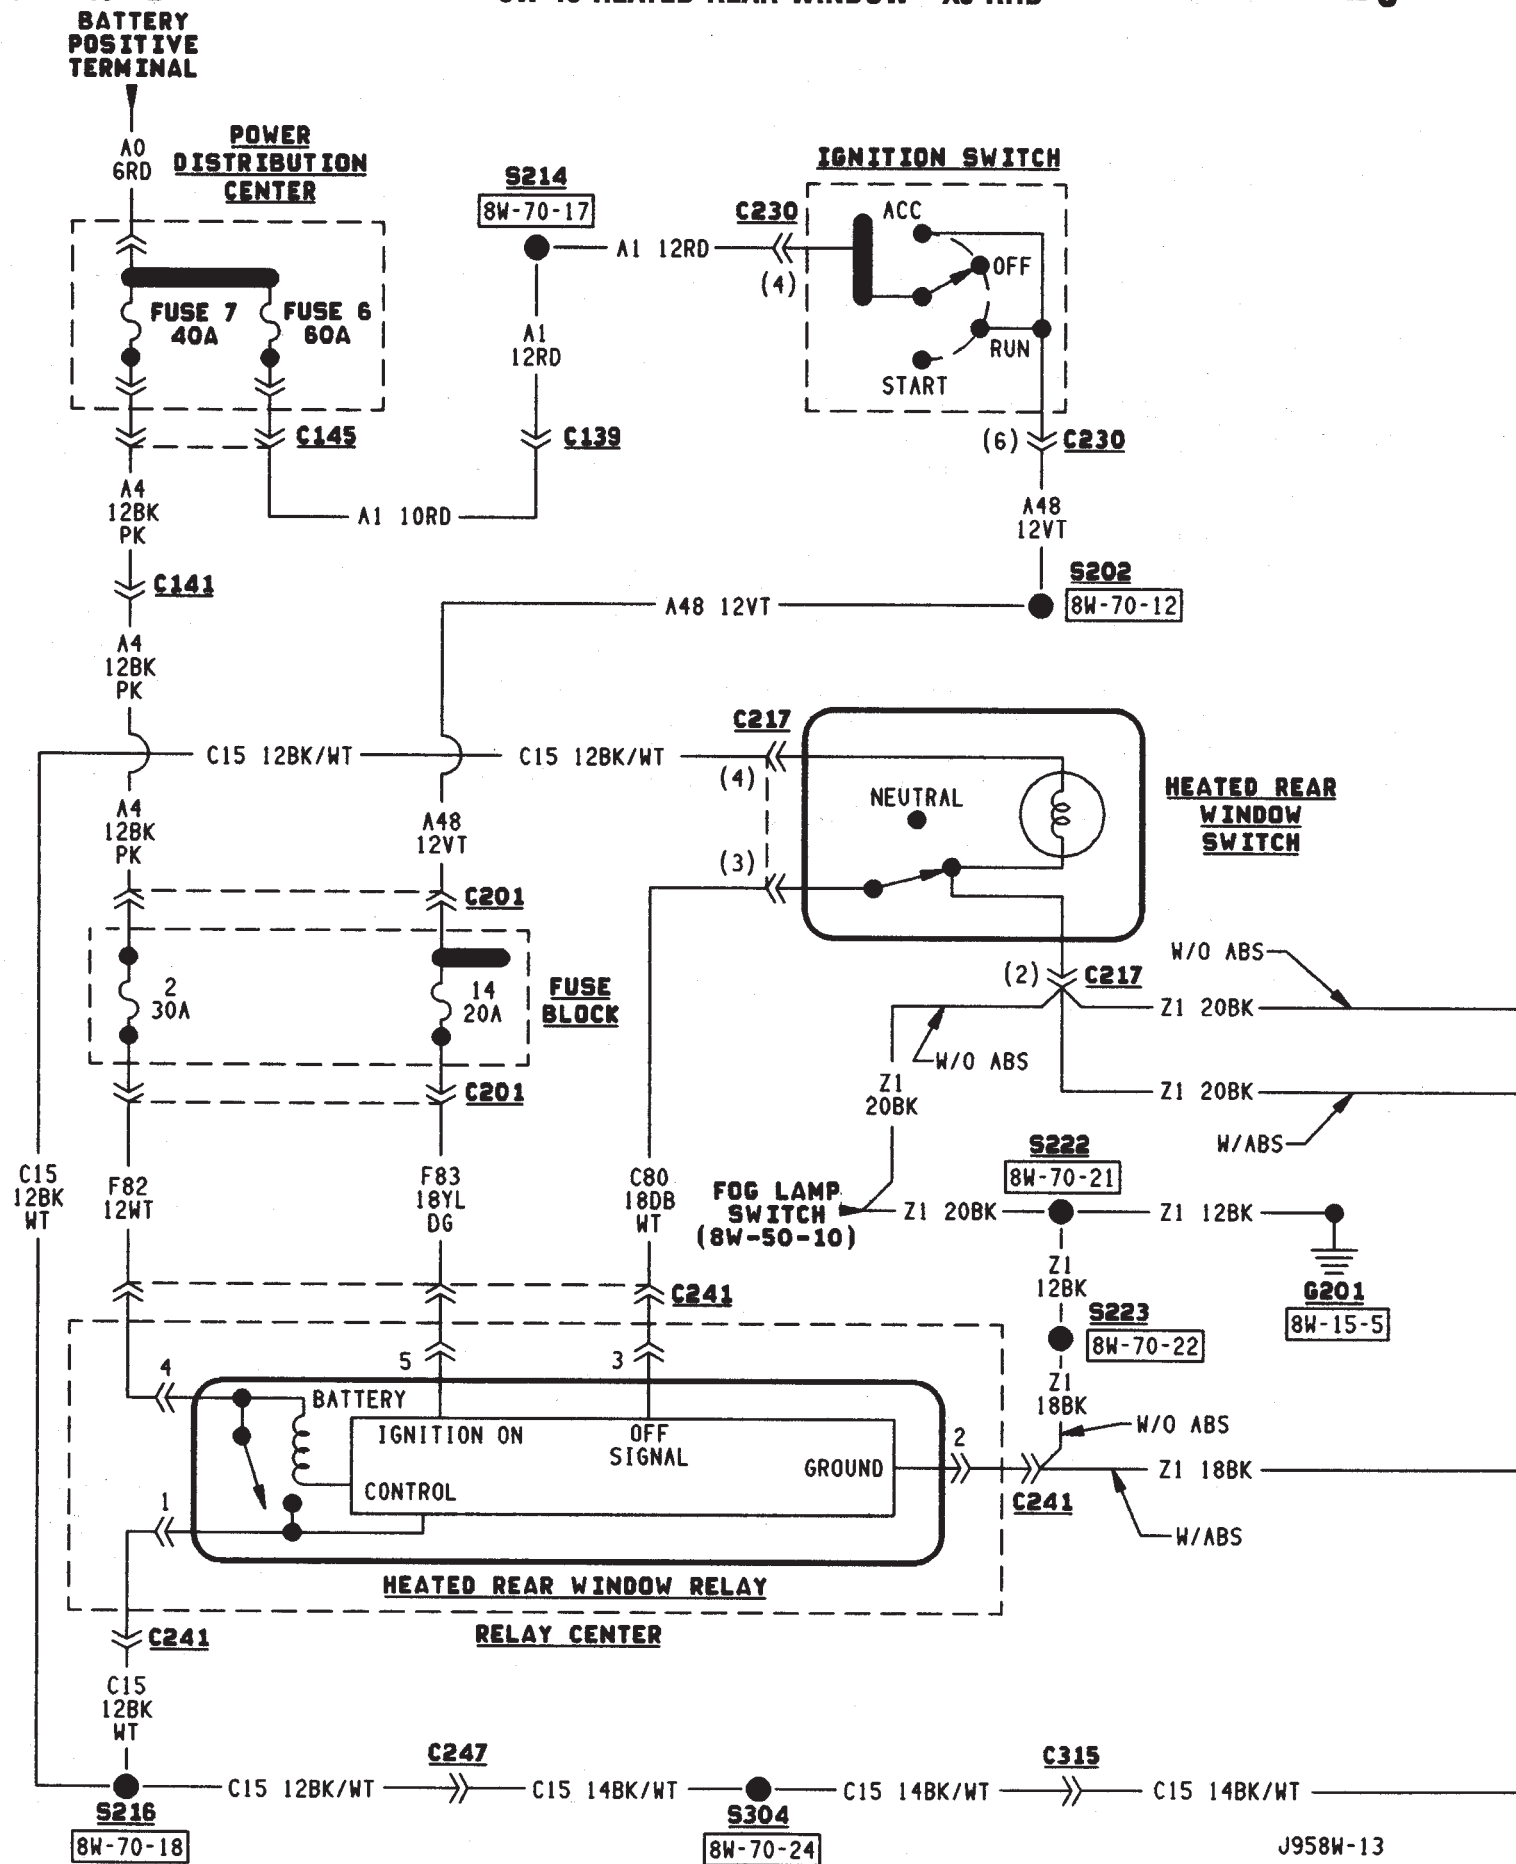 BATTERY
POSITIVE
TERMINAL
A0
6RD
POWER
DISTRIBUTION
CENTER
FUSE 7
40A
FUSE 6
60A
C145
A1 10RD
S214
8W-70-17
A1 12RD
A1
12RD
C139
IGNITION SWITCH
C230
(4)
ACC
OFF
RUN
START
(6)
C230
A48
12VT
S202
8W-70-12
A48 12VT
A4
12BK
PK
C141
A4
12BK
PK
C15 12BK/WT
C15 12BK/WT
C217
(4)
(3)
NEUTRAL
HEATED REAR
WINDOW
SWITCH
A4
12BK
PK
A48
12VT
C201
2
30A
14
20A
FUSE
BLOCK
C201
(2)
C217
W/O ABS
Z1 20BK
W/O ABS
Z1
20BK
Z1 20BK
W/ABS
C15
12BK
WT
F82
12WT
F83
18YL
DG
C80
18DB
WT
FOG LAMP
SWITCH
(8W-50-10)
Z1 20BK
S222
8W-70-21
Z1 12BK
G201
8W-15-5
Z1
12BK
S223
8W-70-22
Z1
18BK
W/O ABS
C241
4
5
3
BATTERY
IGNITION ON
OFF
SIGNAL
GROUND
CONTROL
2
1
C241
Z1 18BK
W/ABS
HEATED REAR WINDOW RELAY
RELAY CENTER
C241
C15
12BK
WT
S216
8W-70-18
C15 12BK/WT
C247
C15 14BK/WT
S304
8W-70-24
C15 14BK/WT
C315
C15 14BK/WT
J958W-13